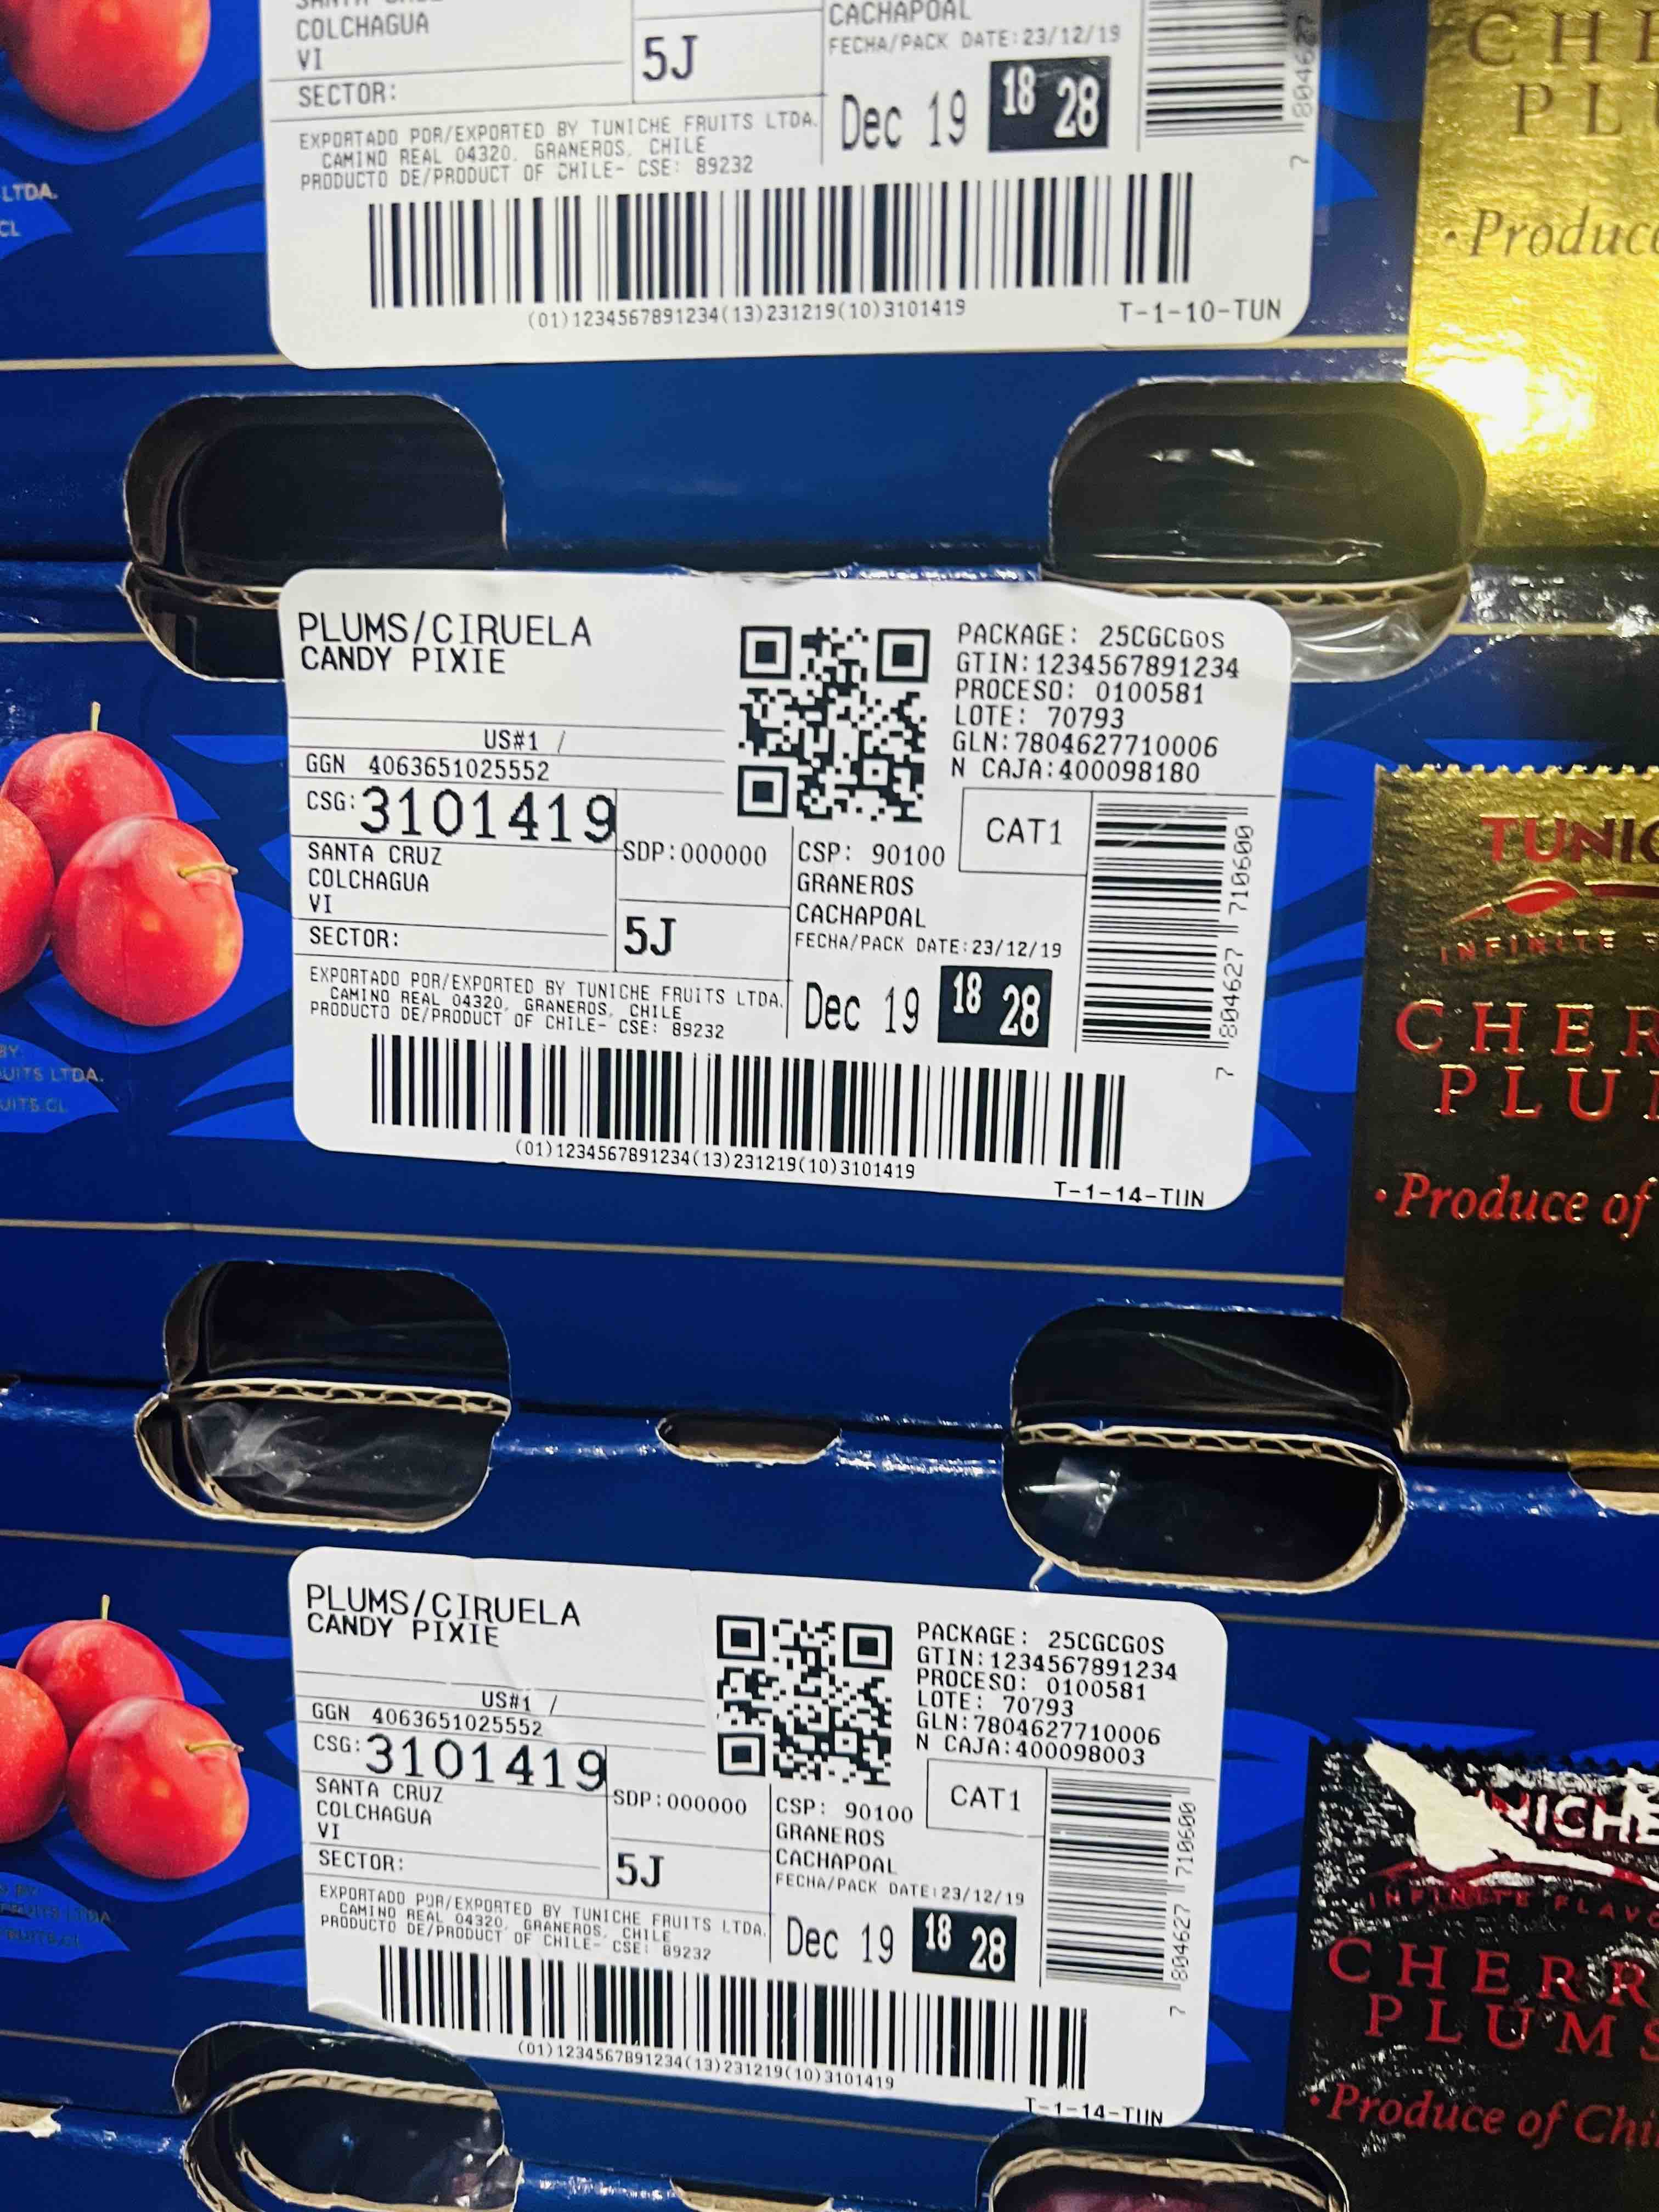 COLCHAGUA
VI
SECTOR:
5J
CACHAPOAL
FECHA/PACK DATE:23/12/19
Dec 19 18 28
EXPORTADO POR/EXPORTED BY TUNICHE FRUITS LTDA.
CAMINO REAL 04320, GRANEROS, CHILE
PRODUCTO DE/PRODUCT OF CHILE- CSE: 89232
(01)1234567891234(13)231219(10)3101419
T-1-10-TUN
LTDA.
CL
PLUMS/CIRUELA
CANDY PIXIE
US#1 /
GGN 4063651025552
CSG:3101419
SANTA CRUZ
COLCHAGUA
VI
SECTOR:
SDP:000000
5J
PACKAGE: 25CGCG0S
GTIN:1234567891234
PROCESO: 0100581
LOTE: 70793
GLN:7804627710006
N CAJA:400098180
CAT1
CSP: 90100
GRANEROS
CACHAPOAL
FECHA/PACK DATE:23/12/19
Dec 19 18 28
7 804627 710600
EXPORTADO POR/EXPORTED BY TUNICHE FRUITS LTDA.
CAMINO REAL 04320, GRANEROS, CHILE
PRODUCTO DE/PRODUCT OF CHILE- CSE: 89232
(01)1234567891234(13)231219(10)3101419
T-1-14-TUN
LTDA.
Produce of
PLUMS/CIRUELA
CANDY PIXIE
US#1 /
GGN 4063651025552
CSG:3101419
SANTA CRUZ
COLCHAGUA
VI
SECTOR:
SDP:000000
5J
PACKAGE: 25CGCG0S
GTIN:1234567891234
PROCESO: 0100581
LOTE: 70793
GLN:7804627710006
N CAJA:400098003
CAT1
CSP: 90100
GRANEROS
CACHAPOAL
FECHA/PACK DATE:23/12/19
Dec 19 18 28
7 804627 710600
EXPORTADO POR/EXPORTED BY TUNICHE FRUITS LTDA.
CAMINO REAL 04320, GRANEROS, CHILE
PRODUCTO DE/PRODUCT OF CHILE- CSE: 89232
(01)1234567891234(13)231219(10)3101419
T-1-14-TUN
INFINITE
PLUMS
Produce of